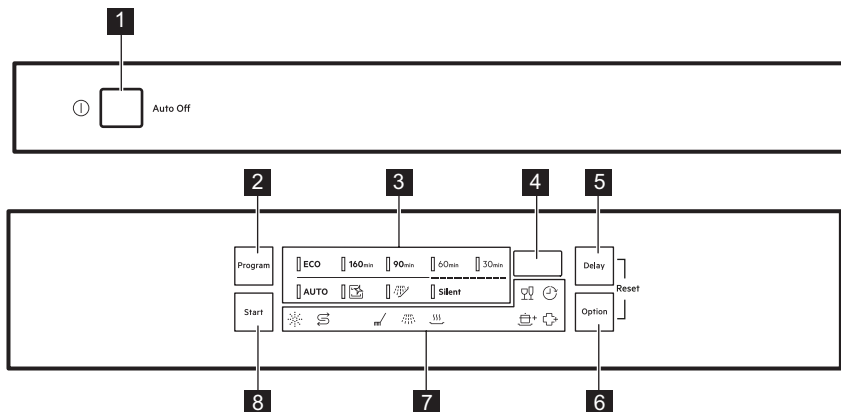 1
Auto Off
2 3 4 5
Program ECO 160min 90min 60min 30min Delay
AUTO Silent Reset
Start Option
8 7 6